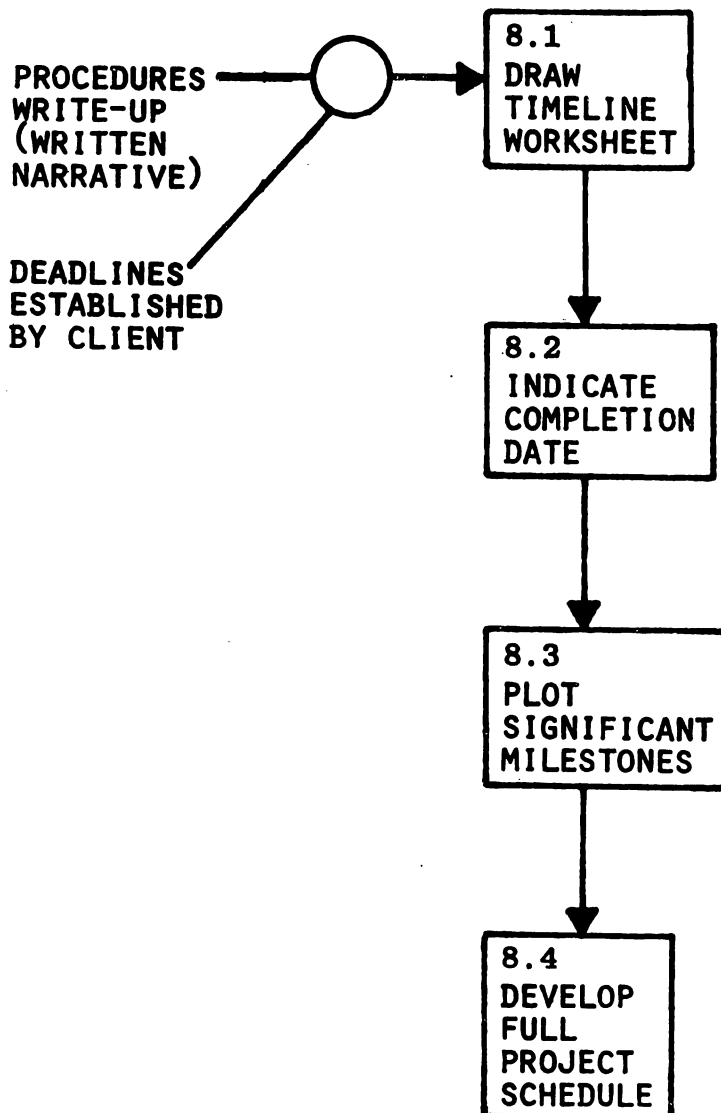 PROCEDURES
WRITE-UP
(WRITTEN
NARRATIVE)
DEADLINES
ESTABLISHED
BY CLIENT
8.1
DRAW
TIMELINE
WORKSHEET
8.2
INDICATE
COMPLETION
DATE
8.3
PLOT
SIGNIFICANT
MILESTONES
8.4
DEVELOP
FULL
PROJECT
SCHEDULE